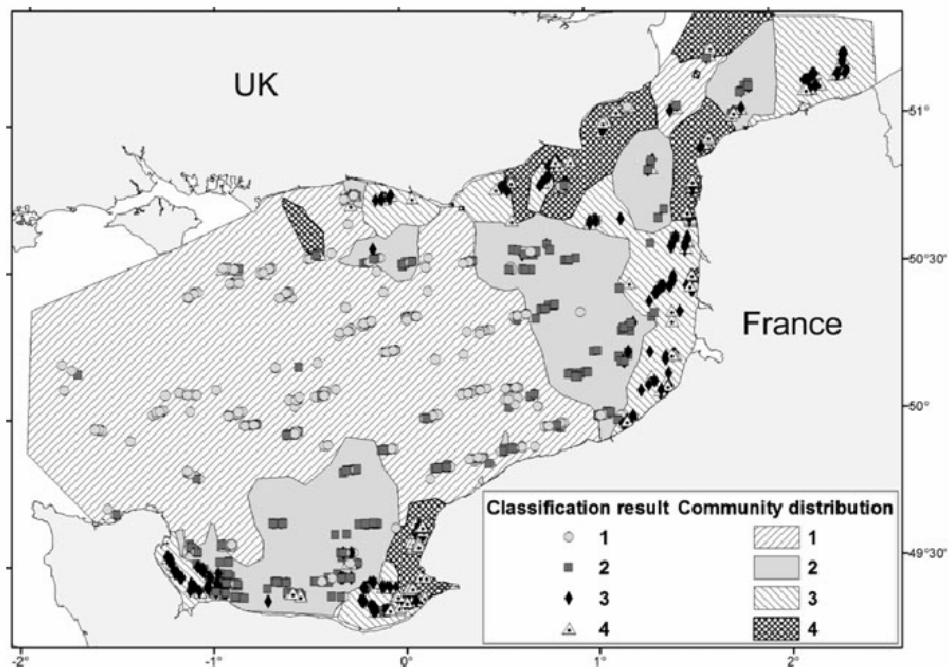 UK
51°
50°30"
France
50°
Classification result Community distribution
1 1
2 2
3 3
4 4
49°30"
-2° -1° 0° 1° 2°